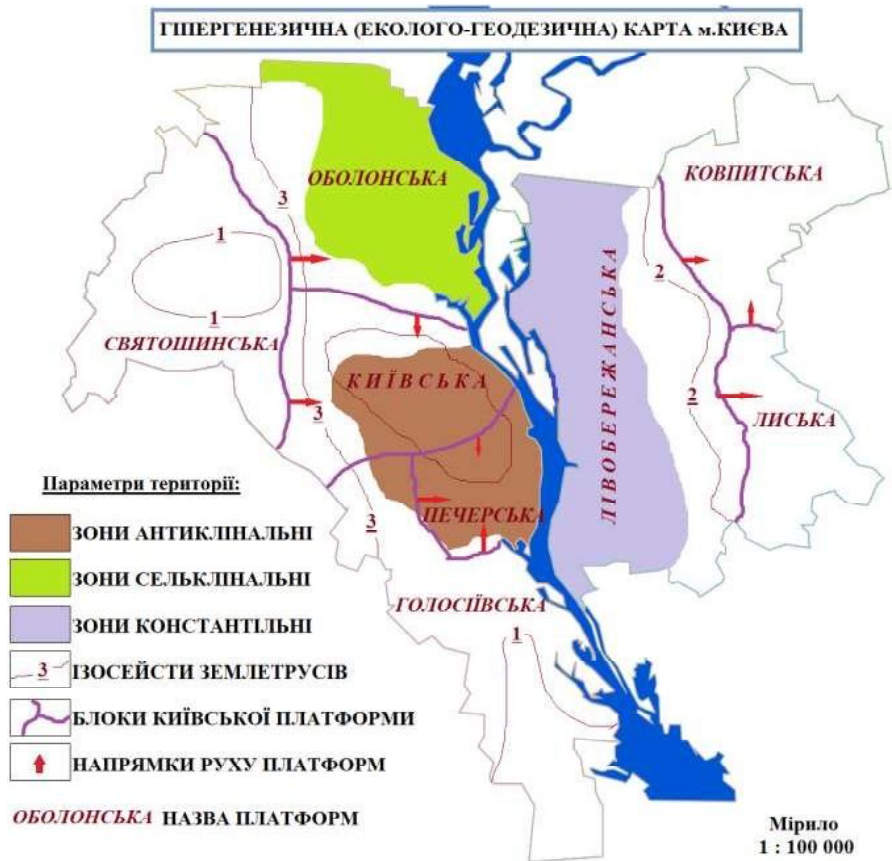 ГІПЕРГЕНЕЗИЧНА (ЕКОЛОГО-ГЕОДЕЗИЧНА) КАРТА м.КИЄВА
ОБОЛОНСЬКА
КОВПИТСЬКА
3
1
2
1
СВЯТОШИНСЬКА
КИЇВСЬКА
ЛІВОБЕРЕЖАНСЬКА
2
3
ЛИСЬКА
ПЕЧЕРСЬКА
3
ГОЛОСІЇВСЬКА
1
Параметри території:
ЗОНИ АНТИКЛІНАЛЬНІ
ЗОНИ СЕЛЬКЛІНАЛЬНІ
ЗОНИ КОНСТАНТІЛЬНІ
3 ІЗОСЕЙСТИ ЗЕМЛЕТРУСІВ
БЛОКИ КИЇВСЬКОЇ ПЛАТФОРМИ
НАПРЯМКИ РУХУ ПЛАТФОРМ
ОБОЛОНСЬКА НАЗВА ПЛАТФОРМ
Мірило
1 : 100 000